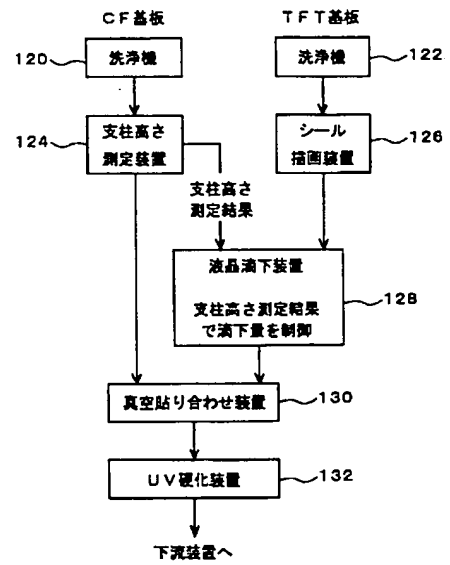 CF基板
TFT基板
120
洗浄機
洗浄機
122
124
支柱高さ
測定装置
シール
描画装置
126
支柱高さ
測定結果
液晶滴下装置
支柱高さ測定結果
で滴下量を制御
128
真空貼り合わせ装置
130
UV硬化装置
132
下流装置へ